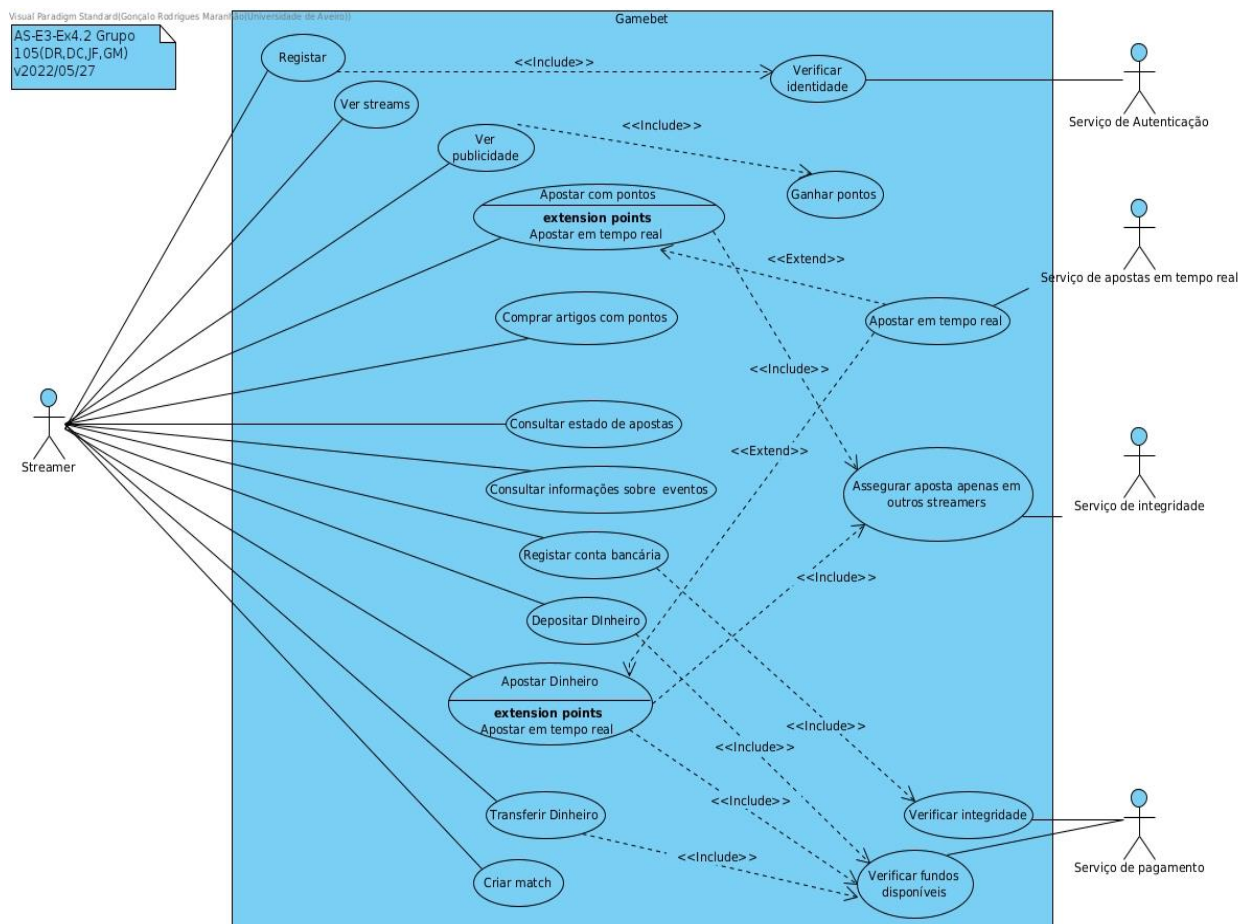 Visual Paradigm Standard(Gonçalo Rodrigues Maranhão(Universidade de Aveiro))
AS-E3-Ex4.2 Grupo
105(DR,DC,JF,GM)
v2022/05/27
Gamebet
Registar
<<Include>>
Verificar
identidade
Serviço de Autenticação
Ver streams
Ver
publicidade
<<Include>>
Ganhar pontos
Apostar com pontos
extension points
Apostar em tempo real
<<Extend>>
Serviço de apostas em tempo real
Comprar artigos com pontos
Apostar em tempo real
<<Include>>
Consultar estado de apostas
Streamer
<<Extend>>
Consultar informações sobre eventos
Assegurar aposta apenas em
outros streamers
Serviço de integridade
Registar conta bancária
<<Include>>
Depositar DInheiro
Apostar Dinheiro
extension points
Apostar em tempo real
<<Include>>
<<Include>>
<<Include>>
Transferir Dinheiro
Verificar integridade
<<Include>>
Serviço de pagamento
Criar match
Verificar fundos
disponíveis